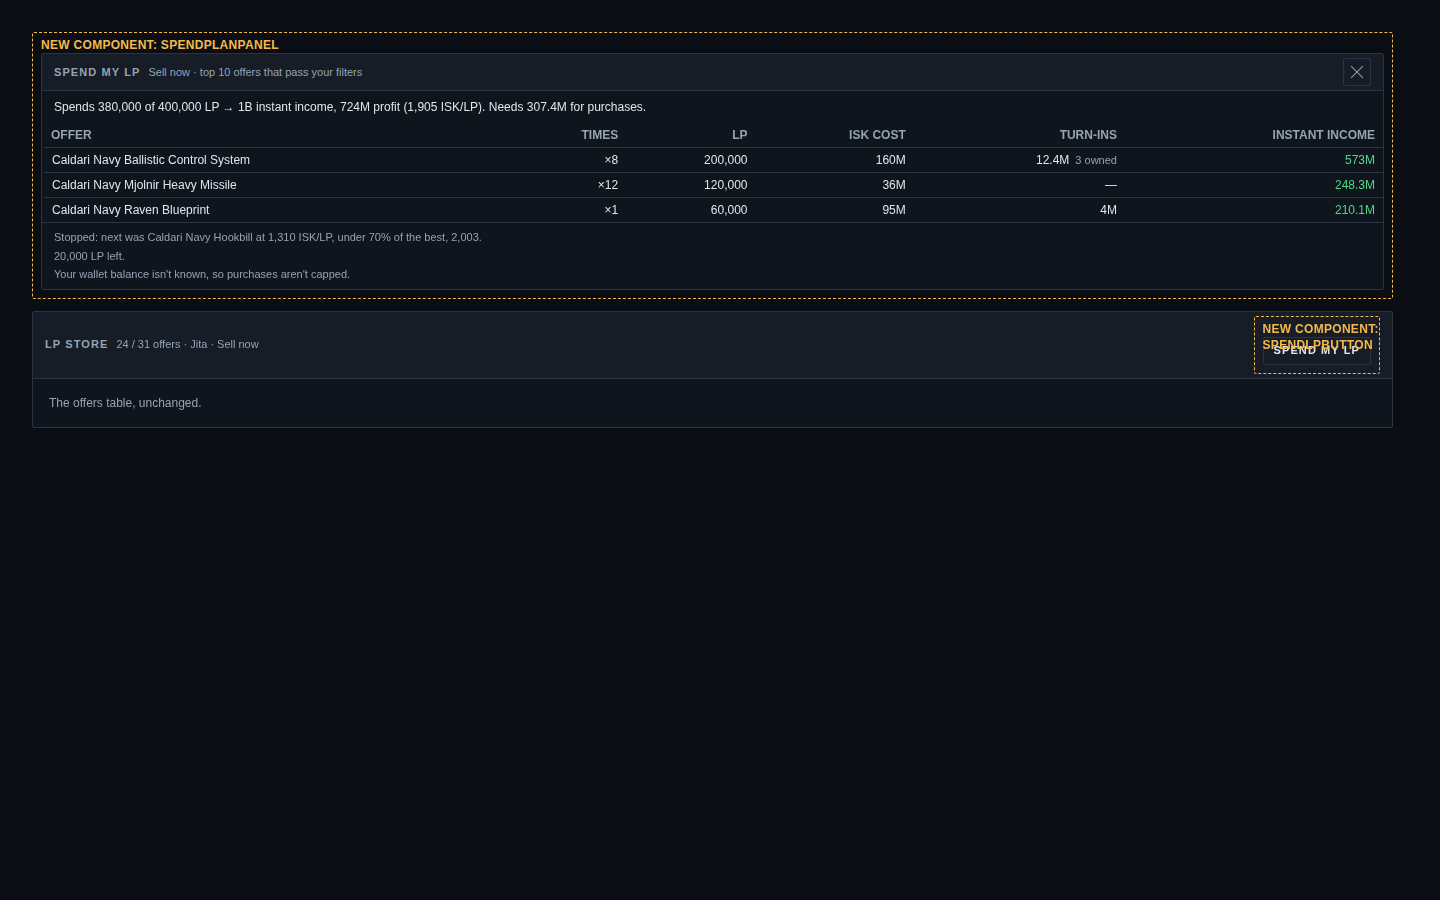 NEW COMPONENT: SPENDPLANPANEL
SPEND MY LP Sell now · top 10 offers that pass your filters
Spends 380,000 of 400,000 LP → 1B instant income, 724M profit (1,905 ISK/LP). Needs 307.4M for purchases.
OFFER TIMES LP ISK COST TURN-INS INSTANT INCOME
Caldari Navy Ballistic Control System ×8 200,000 160M 12.4M 3 owned 573M
Caldari Navy Mjolnir Heavy Missile ×12 120,000 36M — 248.3M
Caldari Navy Raven Blueprint ×1 60,000 95M 4M 210.1M
Stopped: next was Caldari Navy Hookbill at 1,310 ISK/LP, under 70% of the best, 2,003.
20,000 LP left.
Your wallet balance isn't known, so purchases aren't capped.
LP STORE 24 / 31 offers · Jita · Sell now
NEW COMPONENT:
SPENDLPBUTTON
SPEND MY LP
The offers table, unchanged.